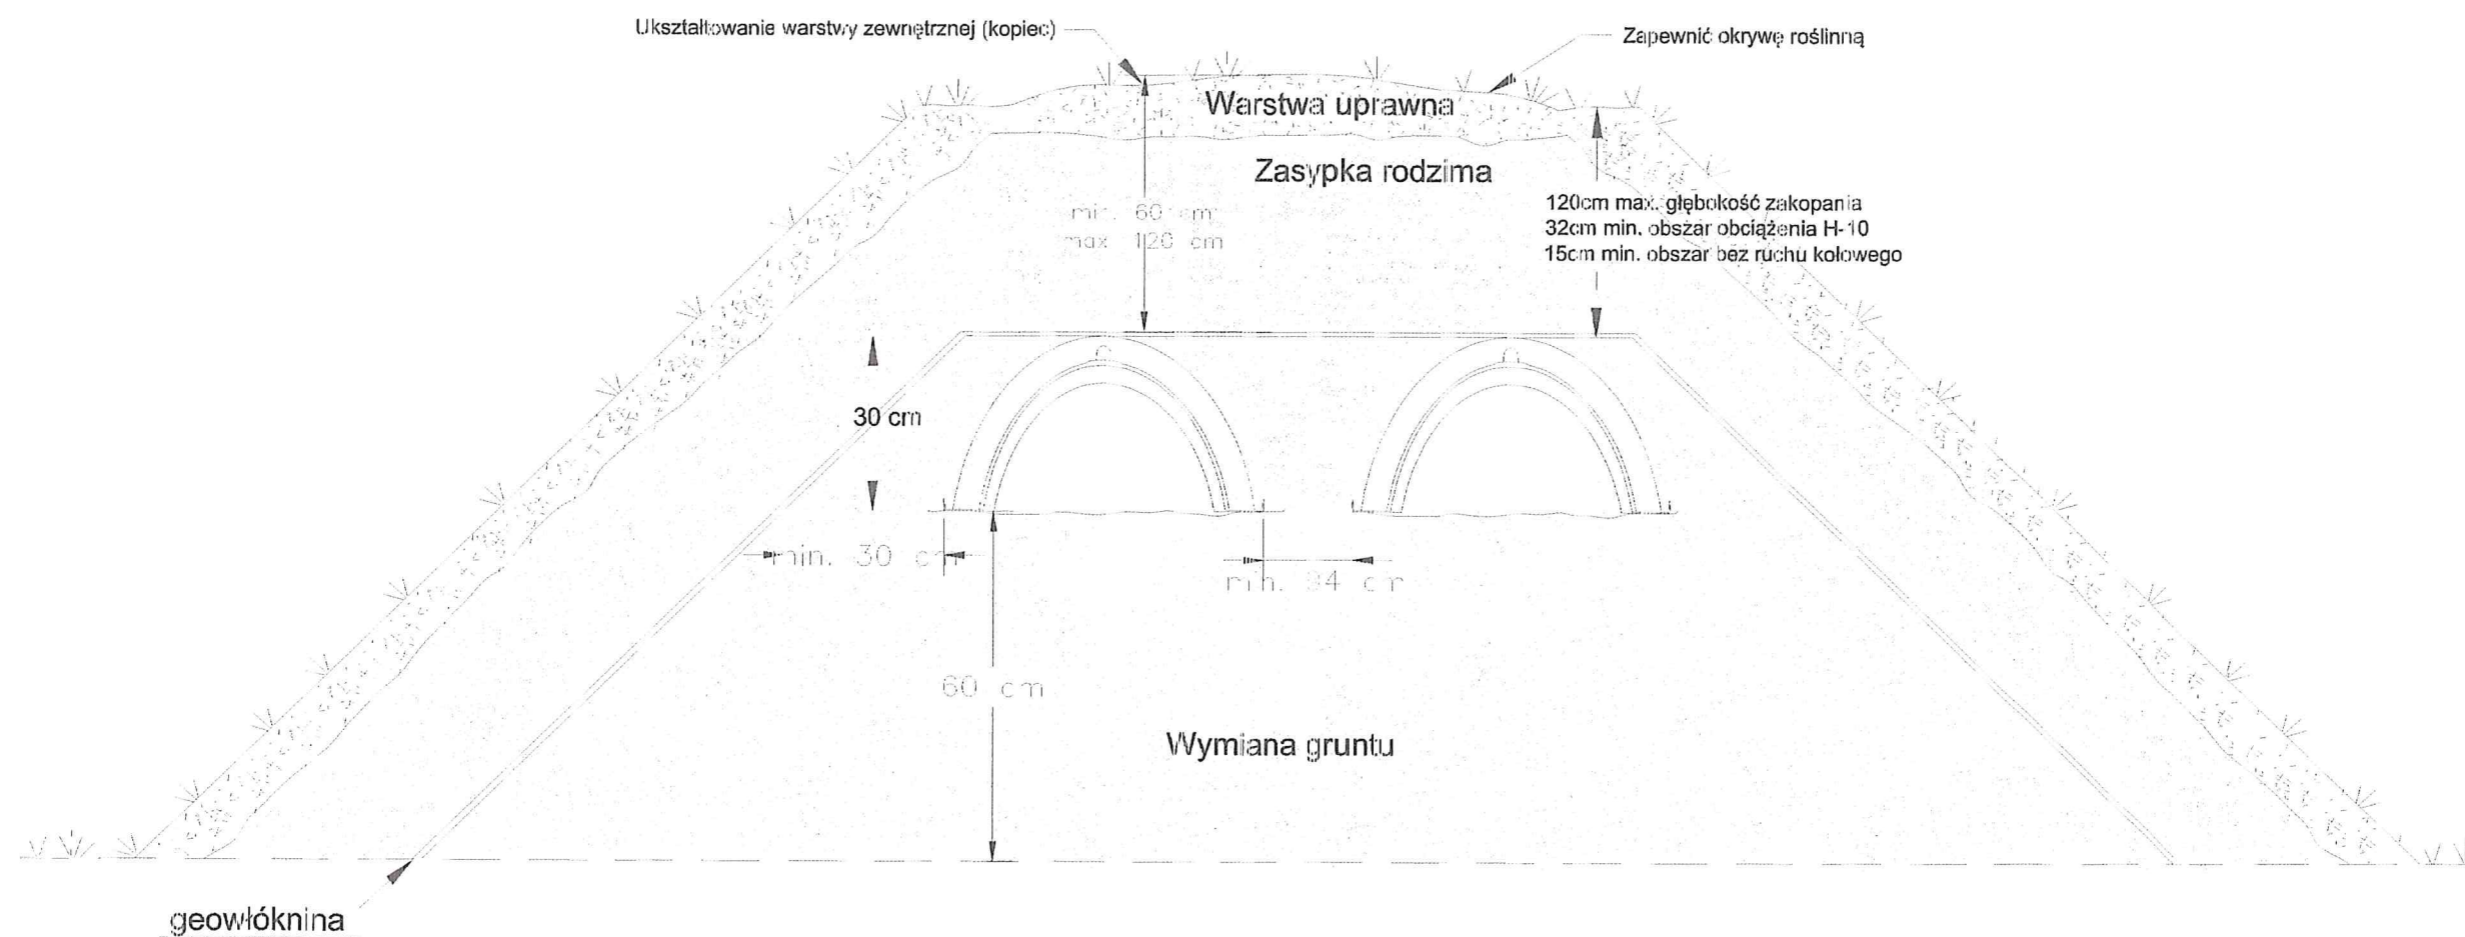 Ukształtowanie warstwy zewnętrznej (kopiec)
Zapewnić okrywę roślinną
Warstwa uprawna
Zasypka rodzima
min. 60 cm
max 120 cm
120cm max. głębokość zakopania
32cm min. obszar obciążenia H-10
15cm min. obszar bez ruchu kołowego
30 cm
min. 30 cm
min. cm
60 cm
Wymiana gruntu
geowłóknina